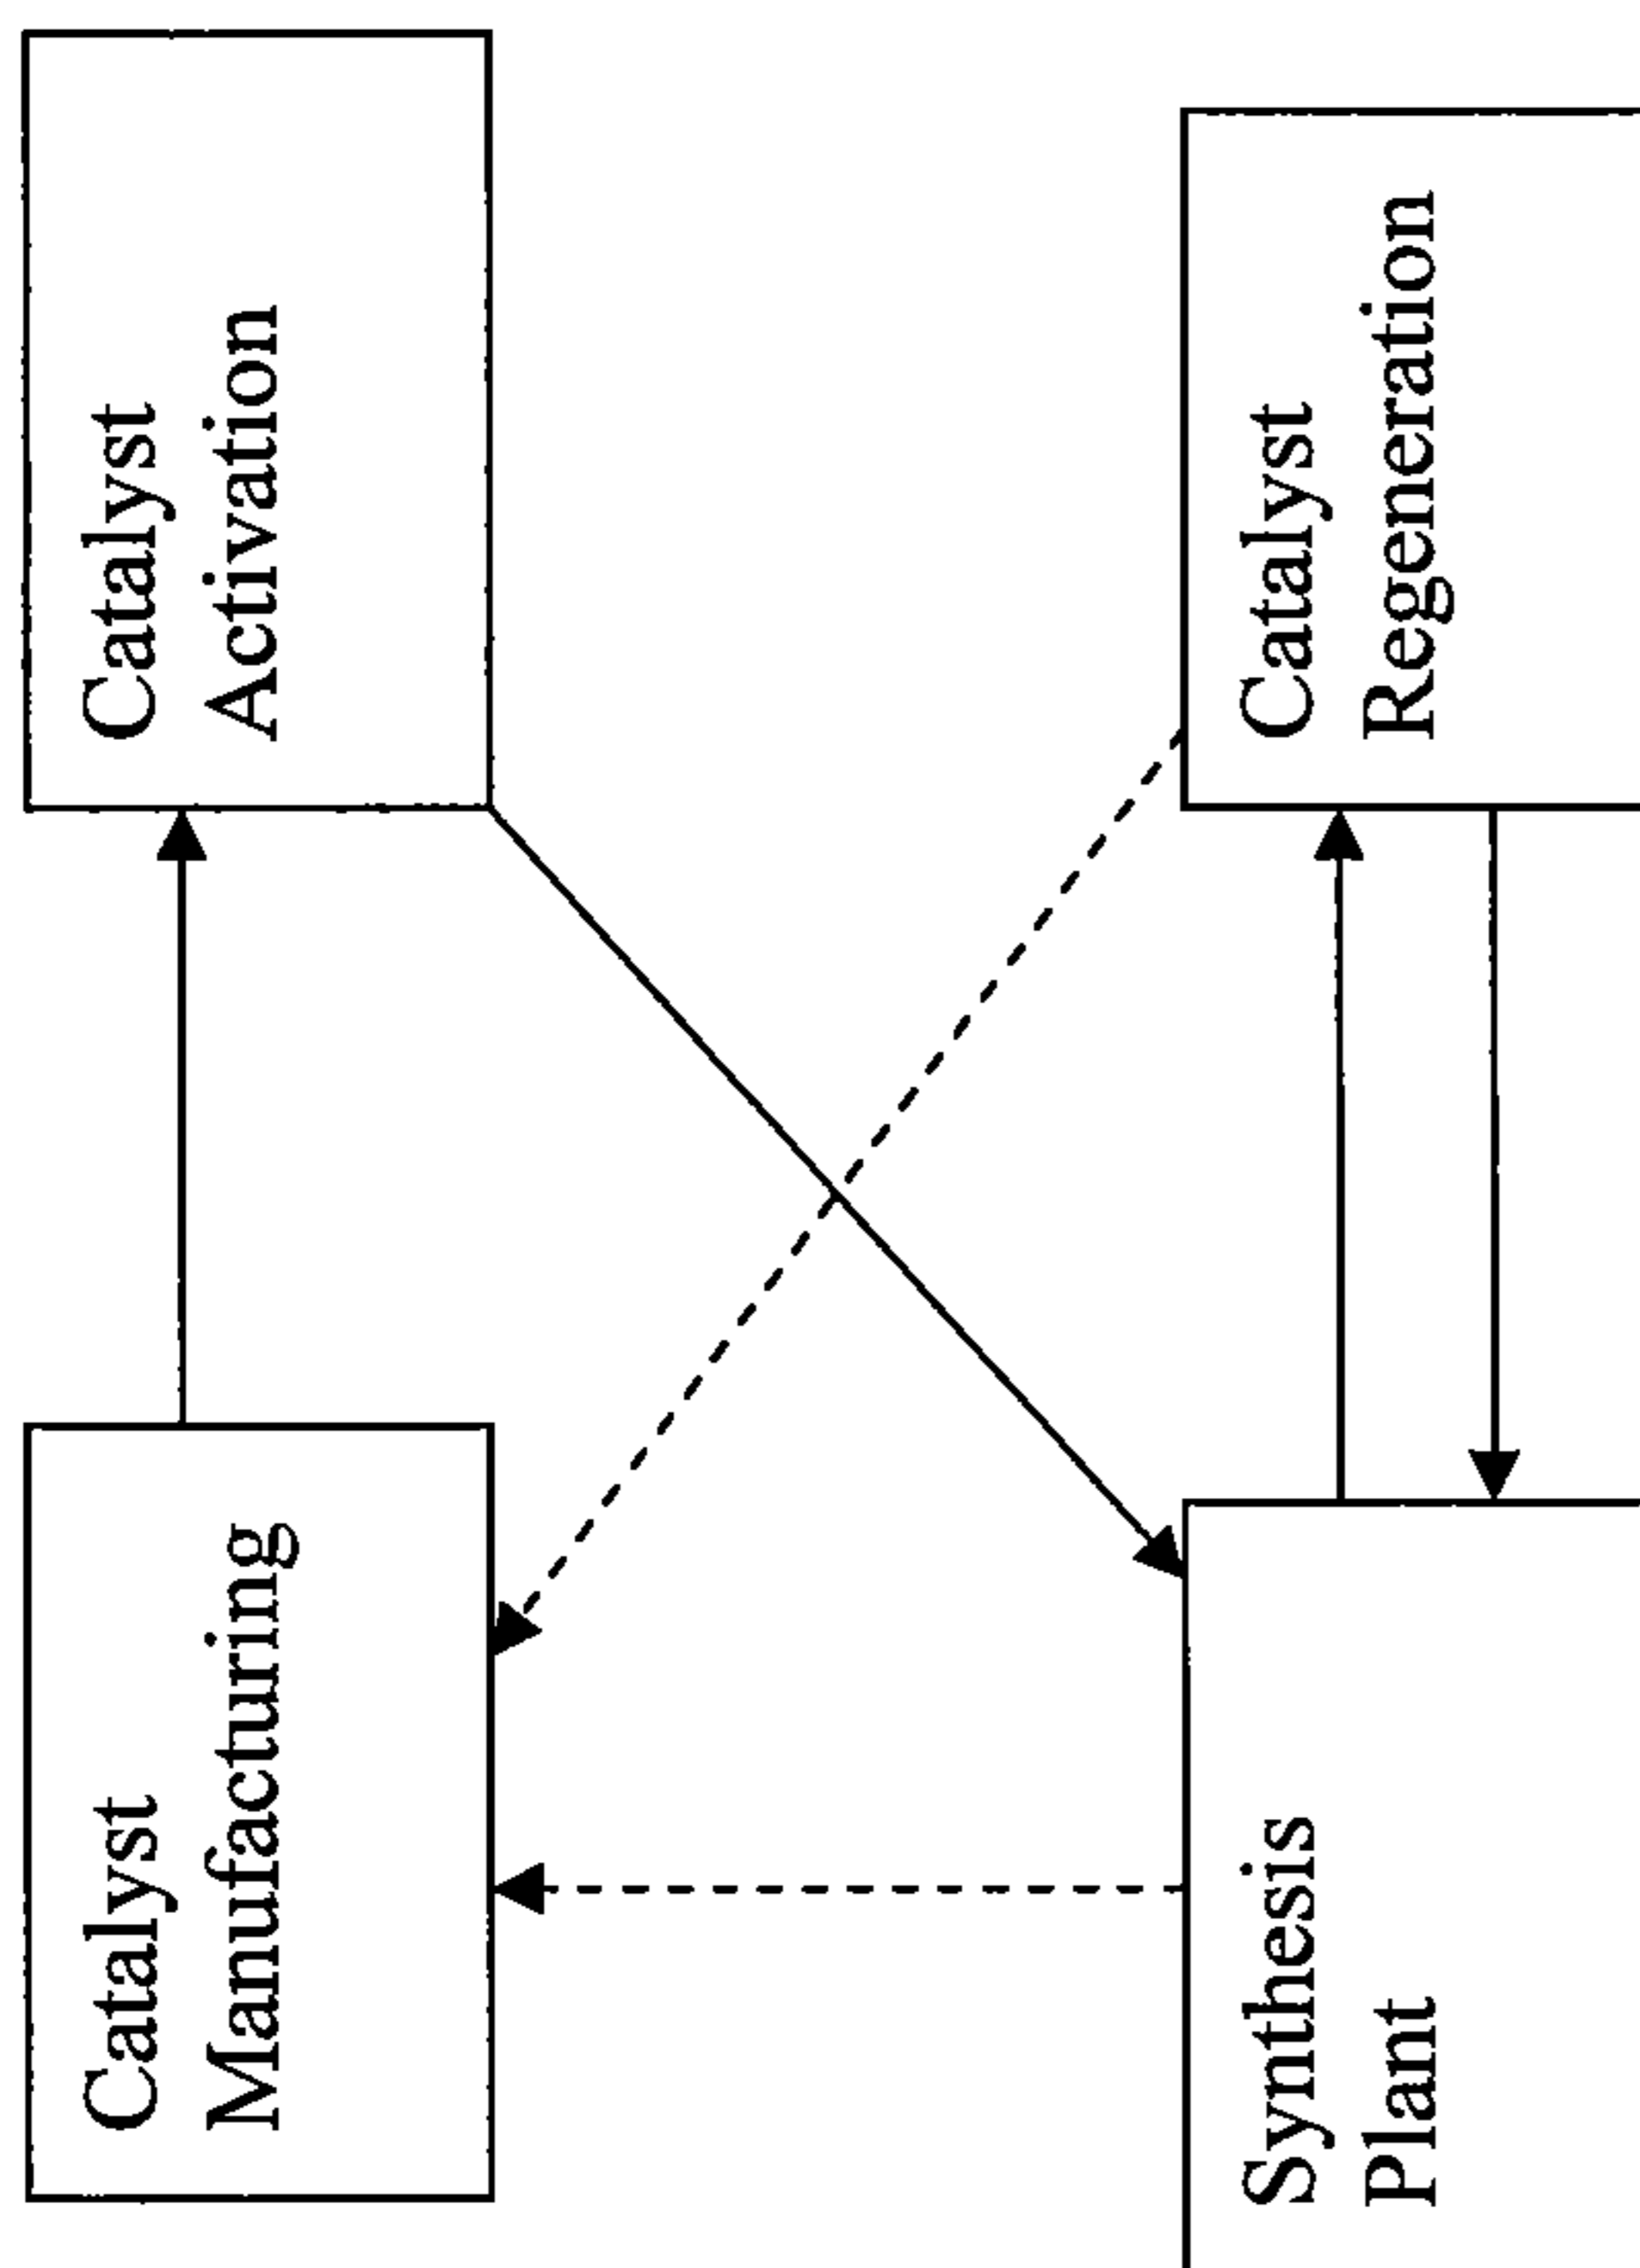 Catalyst
Manufacturing
Catalyst
Activation
Synthesis
Plant
Catalyst
Regeneration